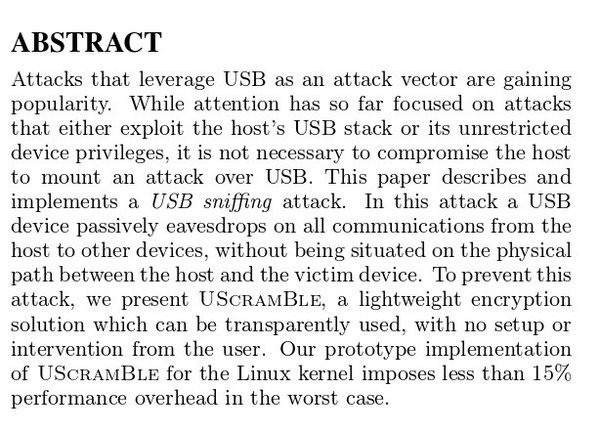 ABSTRACT
Attacks that leverage USB as an attack vector are gaining
popularity. While attention has so far focused on attacks
that either exploit the host's USB stack or its unrestricted
device privileges, it is not necessary to compromise the host
to mount an attack over USB. This paper describes and
implements a USB sniffing attack. In this attack a USB
device passively eavesdrops on all communications from the
host to other devices, without being situated on the physical
path between the host and the victim device. To prevent this
attack, we present UScramBle, a lightweight encryption
solution which can be transparently used, with no setup or
intervention from the user. Our prototype implementation
of UScramBle for the Linux kernel imposes less than 15%
performance overhead in the worst case.